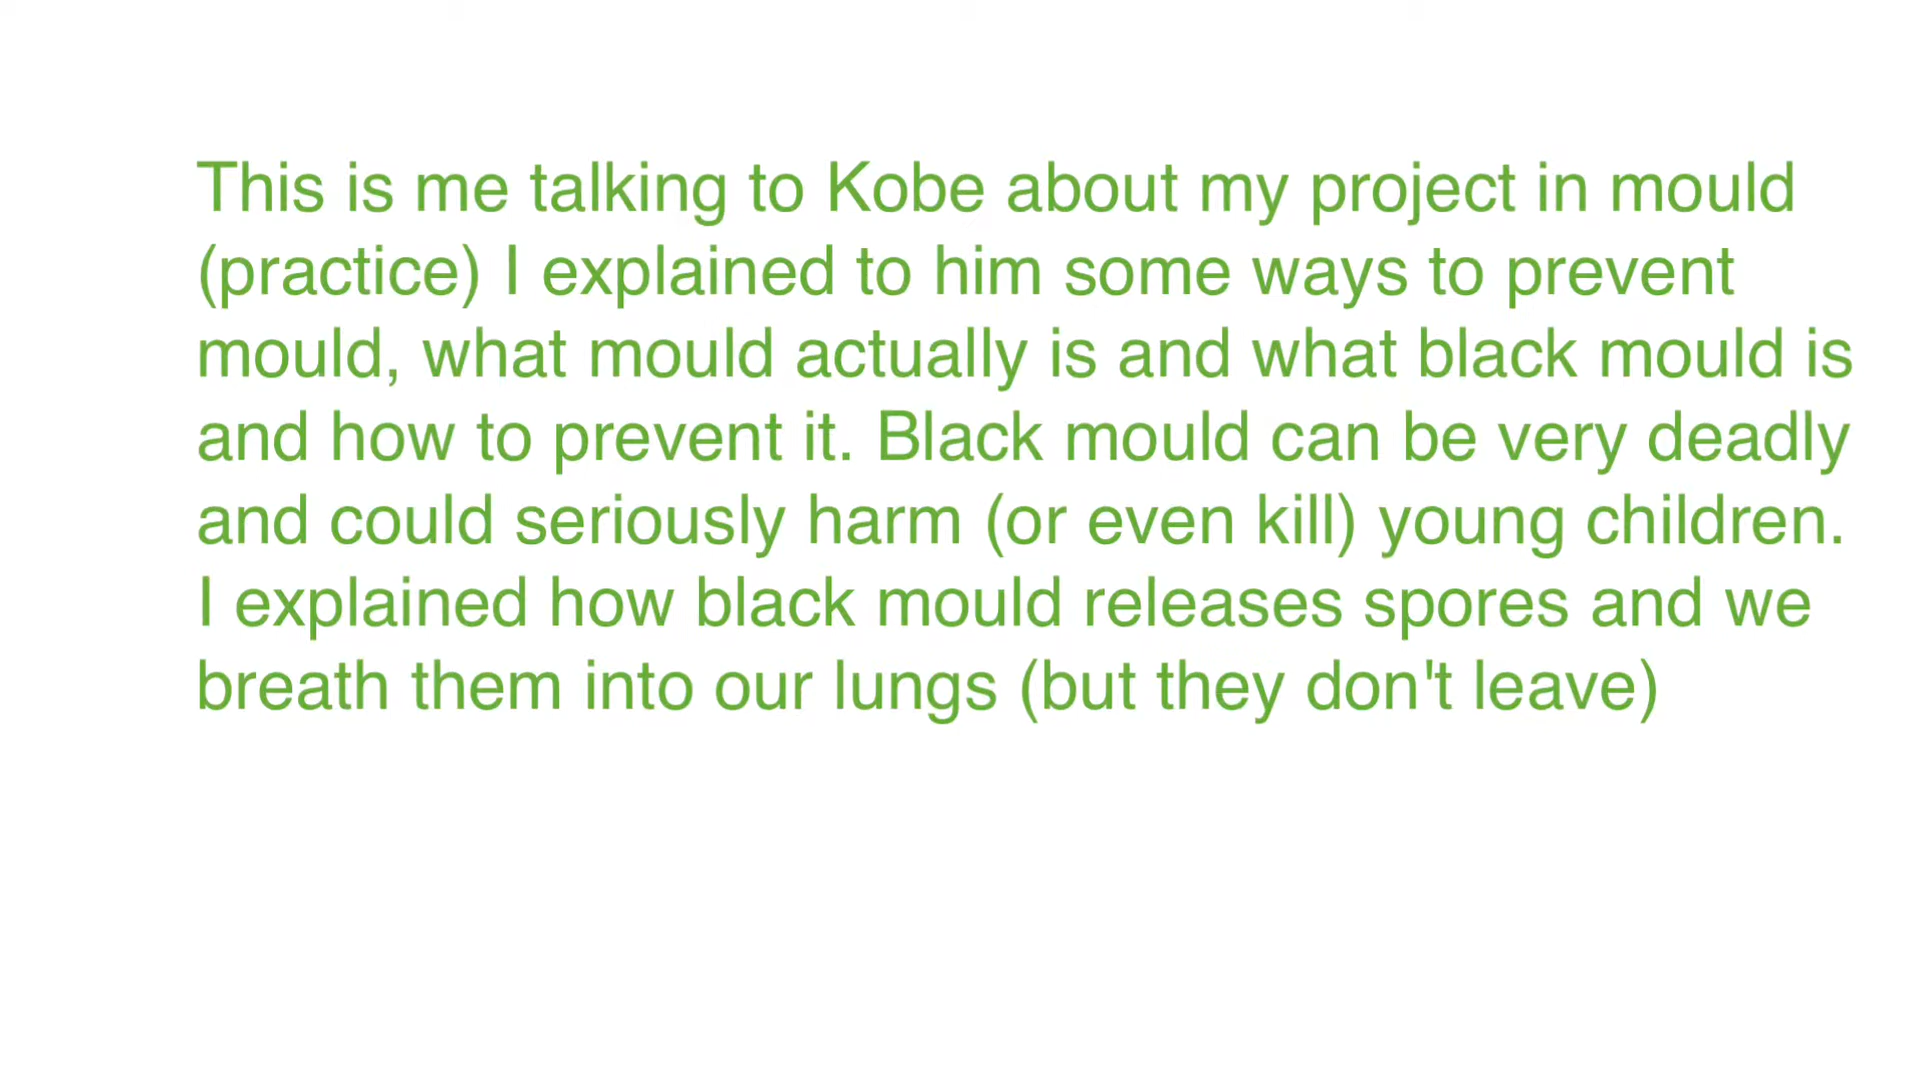 This is me talking to Kobe about my project in mould
(practice) I explained to him some ways to prevent
mould, what mould actually is and what black mould is
and how to prevent it. Black mould can be very deadly
and could seriously harm (or even kill) young children.
I explained how black mould releases spores and we
breath them into our lungs (but they don't leave)